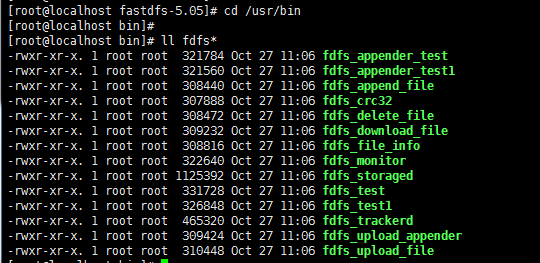 [root@localhost fastdfs-5.05]# cd /usr/bin
[root@localhost bin]#
[root@localhost bin]# ll fdfs*
-rwxr-xr-x. 1 root root  321784 Oct 27 11:06 fdfs_appender_test
-rwxr-xr-x. 1 root root  321560 Oct 27 11:06 fdfs_appender_test1
-rwxr-xr-x. 1 root root  308440 Oct 27 11:06 fdfs_append_file
-rwxr-xr-x. 1 root root  307888 Oct 27 11:06 fdfs_crc32
-rwxr-xr-x. 1 root root  308472 Oct 27 11:06 fdfs_delete_file
-rwxr-xr-x. 1 root root  309232 Oct 27 11:06 fdfs_download_file
-rwxr-xr-x. 1 root root  308816 Oct 27 11:06 fdfs_file_info
-rwxr-xr-x. 1 root root  322640 Oct 27 11:06 fdfs_monitor
-rwxr-xr-x. 1 root root 1125392 Oct 27 11:06 fdfs_storaged
-rwxr-xr-x. 1 root root  331728 Oct 27 11:06 fdfs_test
-rwxr-xr-x. 1 root root  326848 Oct 27 11:06 fdfs_test1
-rwxr-xr-x. 1 root root  465320 Oct 27 11:06 fdfs_trackerd
-rwxr-xr-x. 1 root root  309424 Oct 27 11:06 fdfs_upload_appender
-rwxr-xr-x. 1 root root  310448 Oct 27 11:06 fdfs_upload_file
[root@localhost bin]#